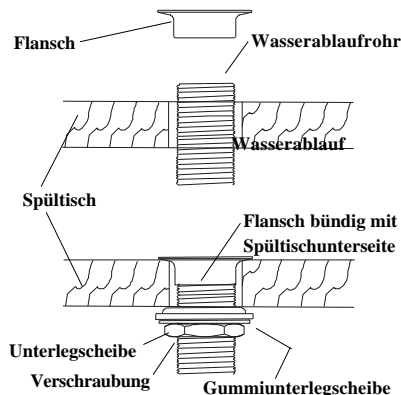 Flansch
Wasserablaufrohr
Wasserablauf
Spültisch
Flansch bündig mit
Spültischunterseite
Unterlegscheibe
Verschraubung
Gummiunterlegscheibe